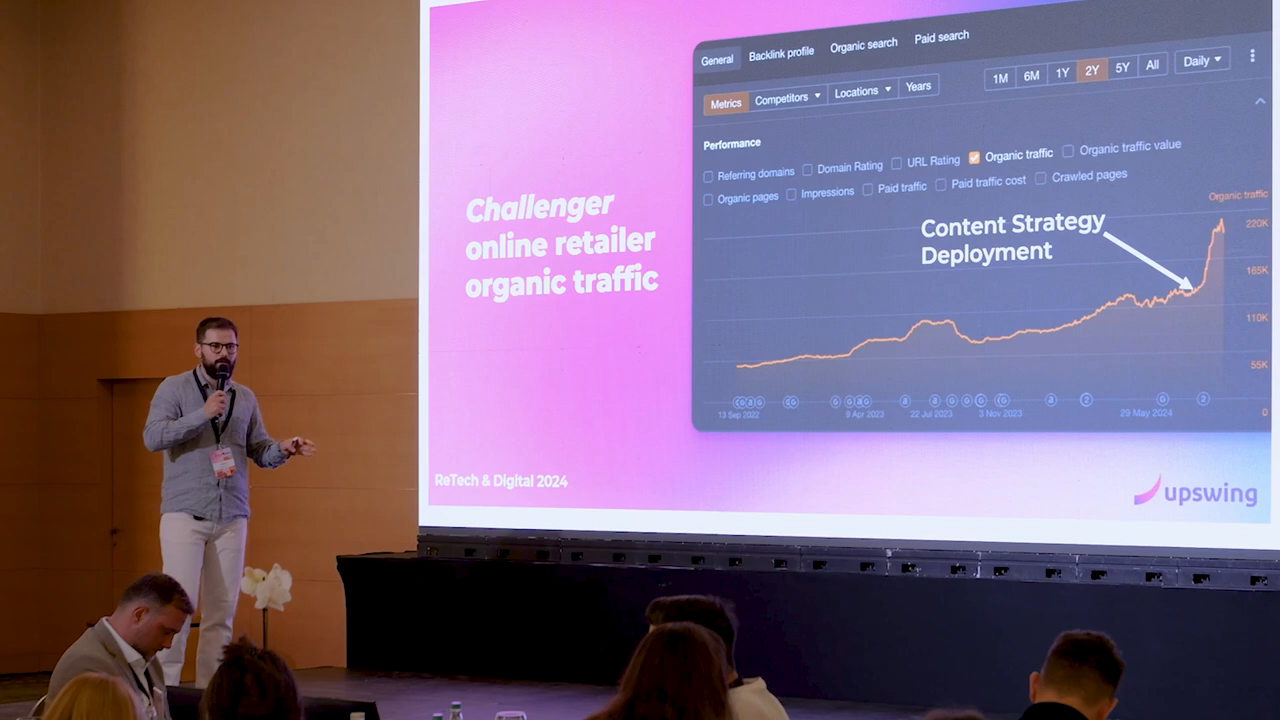 General Backlink profile Organic search Paid search
Metrics Competitors Locations Years 1M 6M 1Y 2Y 5Y All Daily
Performance
Referring domains Domain Rating URL Rating Organic traffic Organic traffic value
Organic pages Impressions Paid traffic Paid traffic cost Crawled pages
Challenger
online retailer
organic traffic
Organic traffic
Content Strategy
Deployment
220K
165K
110K
55K
0
13 Sep 2022 9 Apr 2023 22 Jul 2023 3 Nov 2023 29 May 2024
ReTech & Digital 2024
upswing